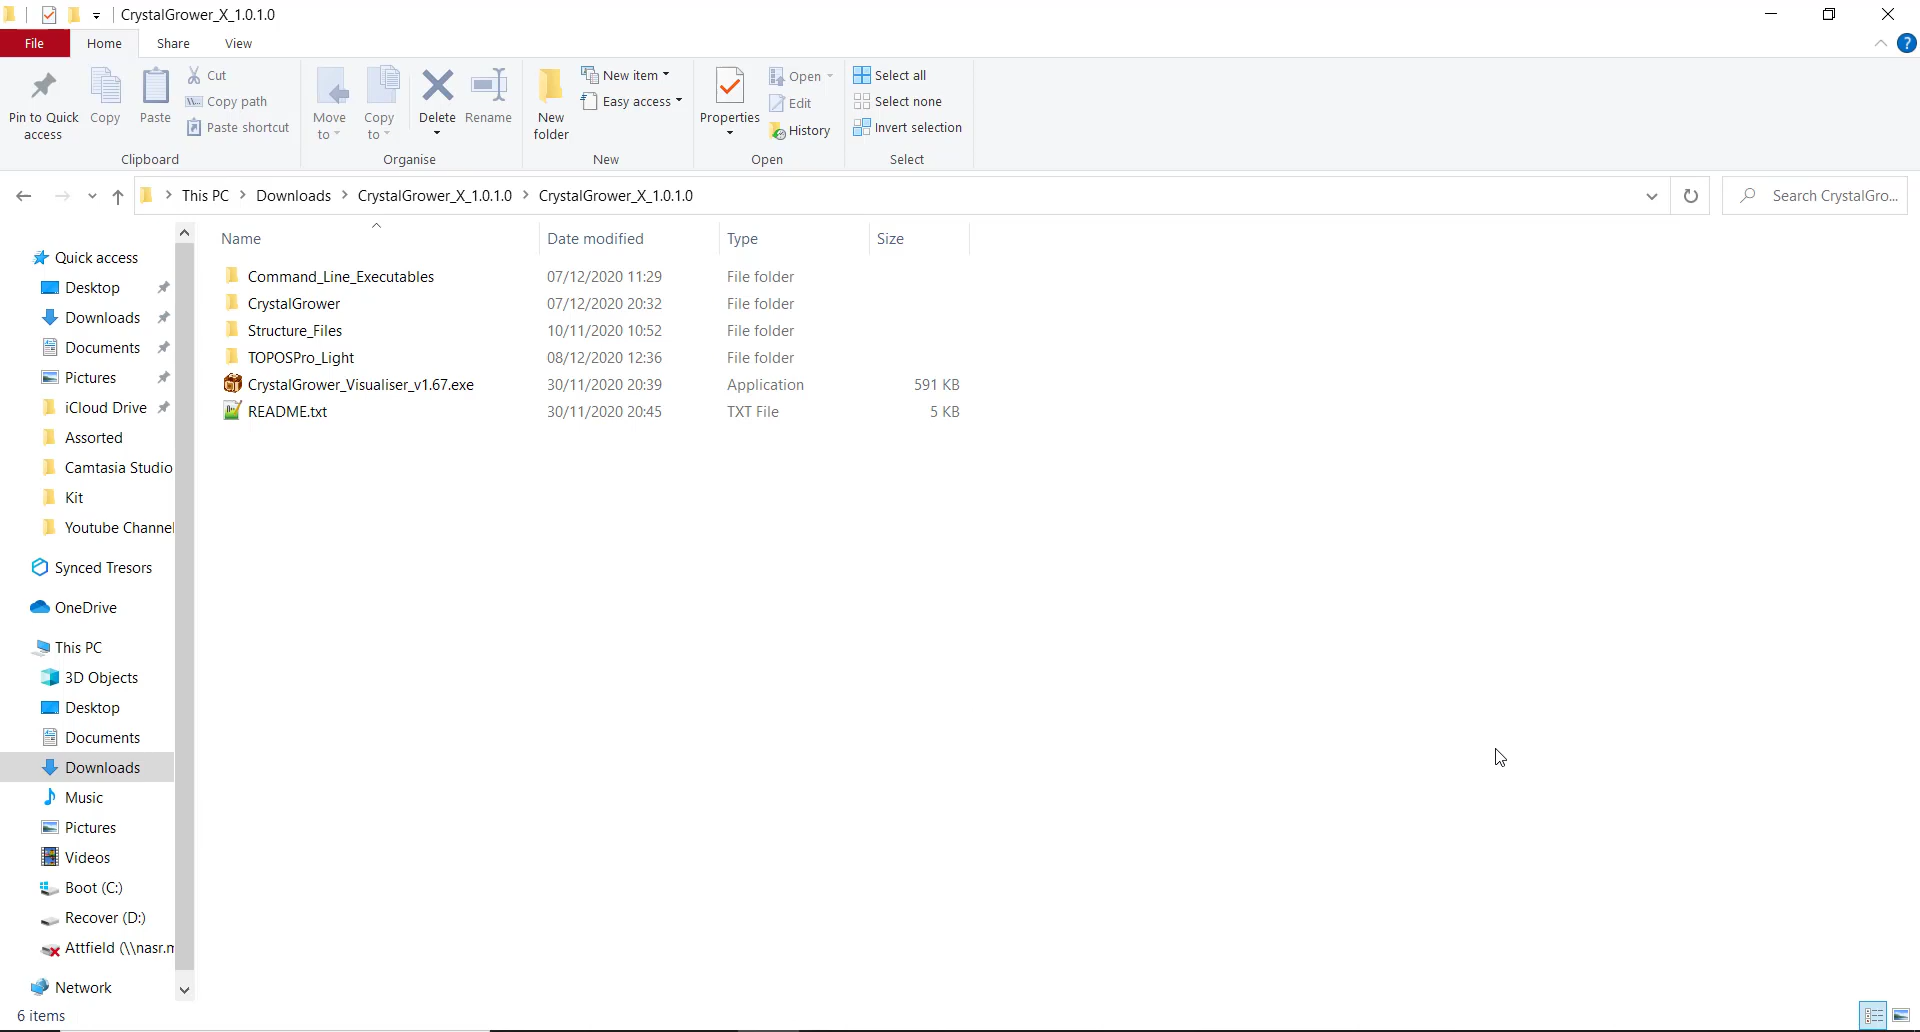 CrystalGrower_X_1.0.1.0
File Home Share View
Pin to Quick access
Copy
Paste
Cut
Copy path
Paste shortcut
Clipboard
Move to
Copy to
Delete
Rename
Organise
New folder
New item
Easy access
New
Properties
Open
Edit
History
Open
Select all
Select none
Invert selection
Select
This PC > Downloads > CrystalGrower_X_1.0.1.0 > CrystalGrower_X_1.0.1.0
Search CrystalGro...
Quick access
Desktop
Downloads
Documents
Pictures
iCloud Drive
Assorted
Camtasia Studio
Kit
Youtube Channel
Synced Tresors
OneDrive
This PC
3D Objects
Desktop
Documents
Downloads
Music
Pictures
Videos
Boot (C:)
Recover (D:)
Attfield (\\nasr.m
Network
Name Date modified Type Size
Command_Line_Executables 07/12/2020 11:29 File folder
CrystalGrower 07/12/2020 20:32 File folder
Structure_Files 10/11/2020 10:52 File folder
TOPOSPro_Light 08/12/2020 12:36 File folder
CrystalGrower_Visualiser_v1.67.exe 30/11/2020 20:39 Application 591 KB
README.txt 30/11/2020 20:45 TXT File 5 KB
6 items